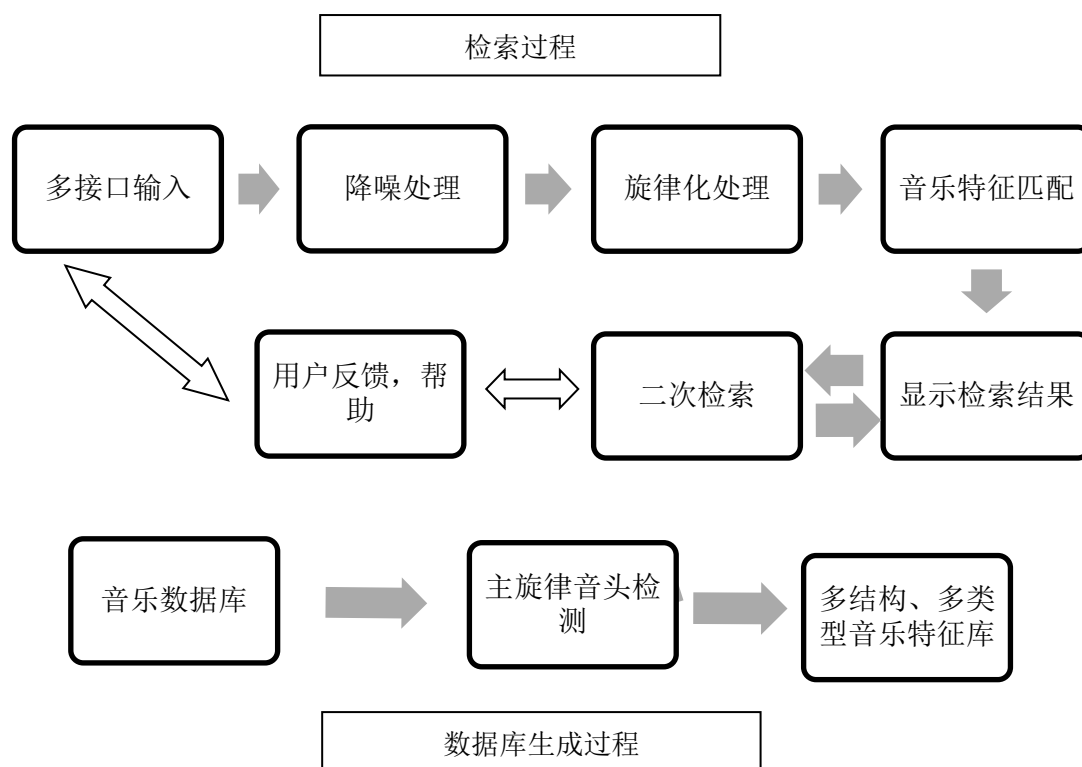 检索过程
多接口输入
降噪处理
旋律化处理
音乐特征匹配
用户反馈，帮
助
二次检索
显示检索结果
音乐数据库
主旋律音头检
测
多结构、多类
型音乐特征库
数据库生成过程